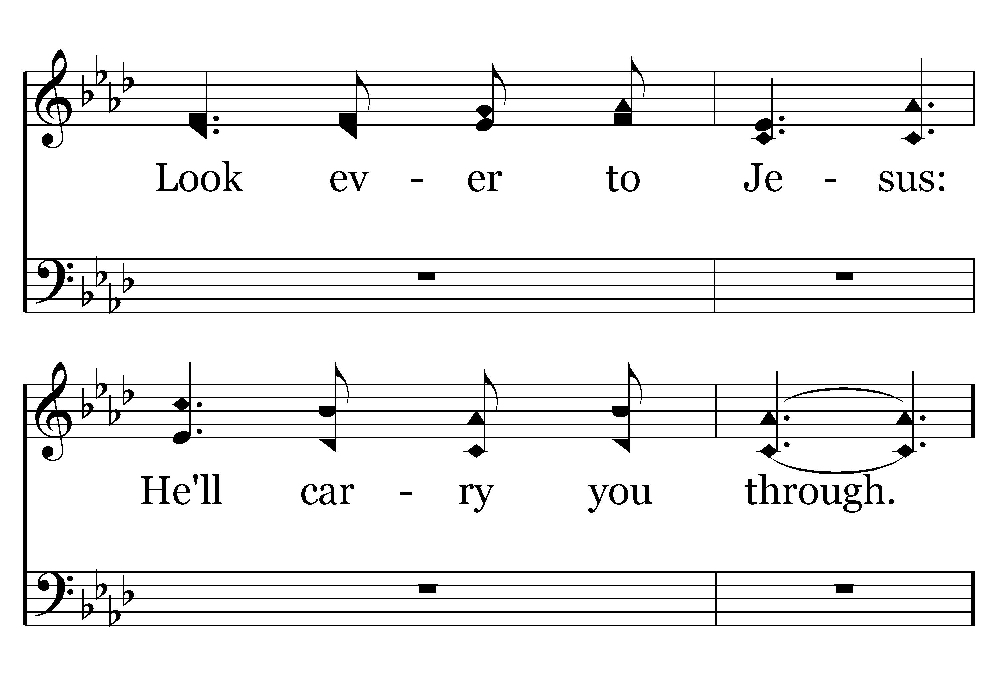 Look ev - er to Je - sus:
He'll car - ry you through.